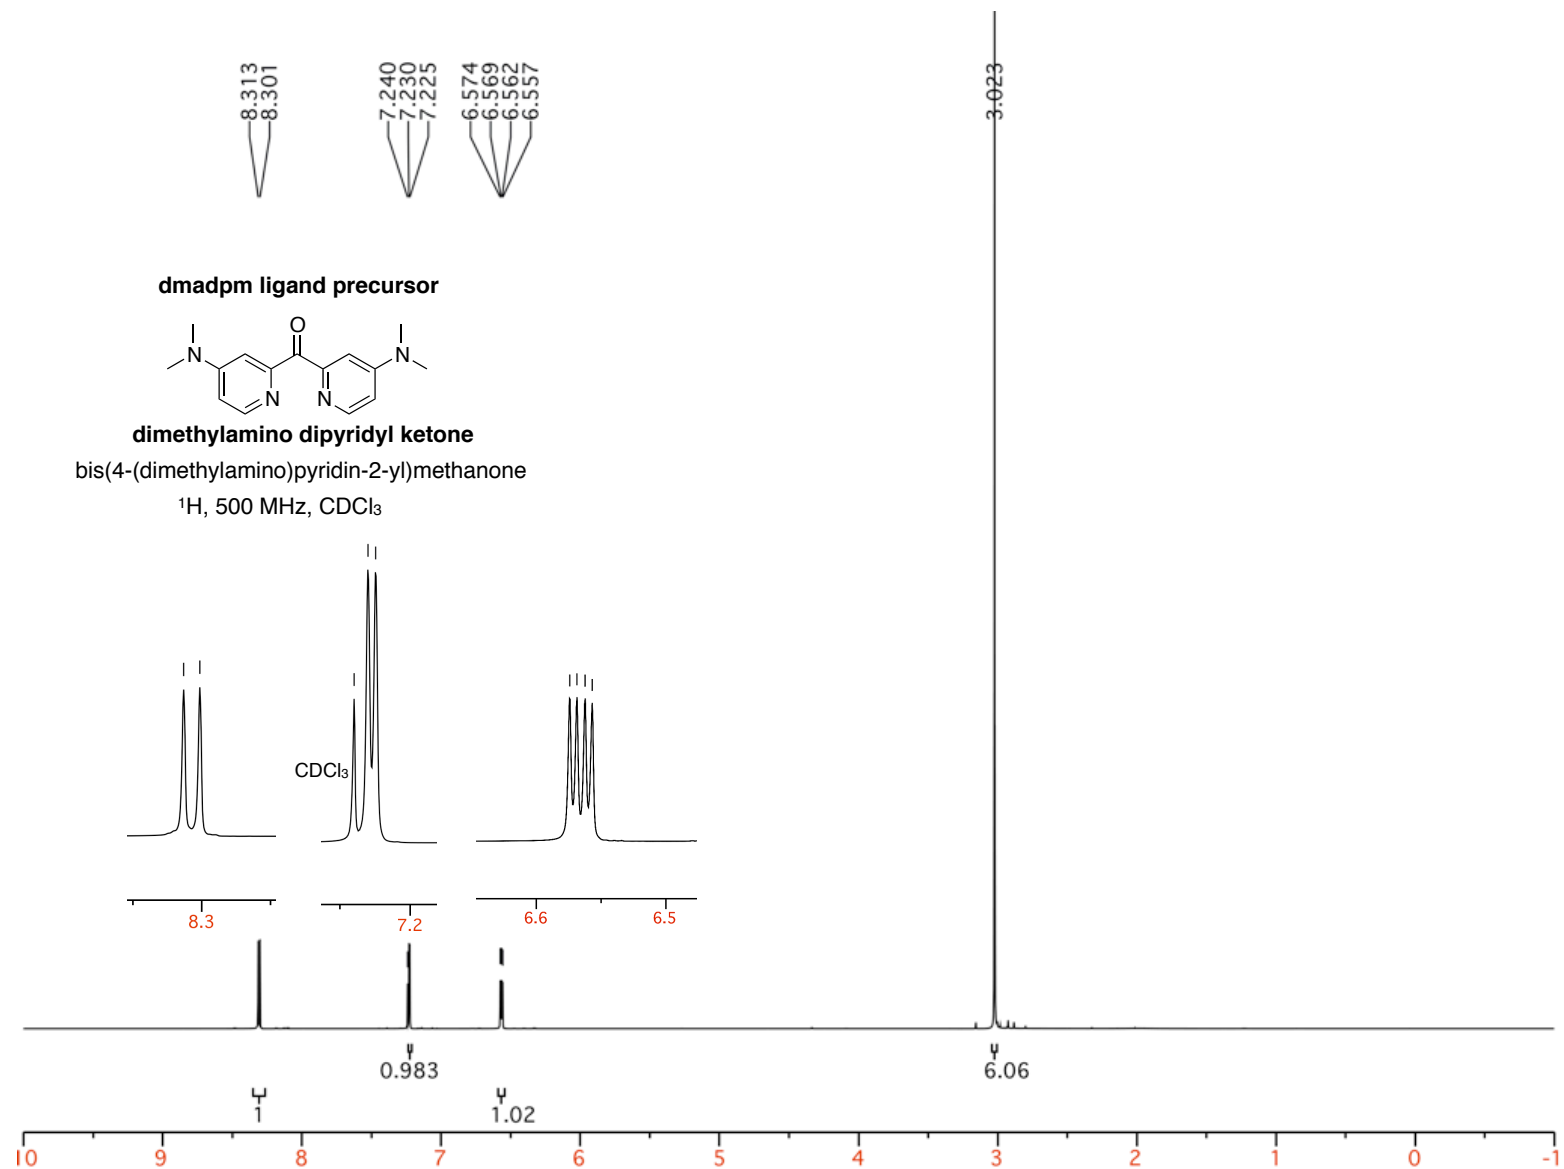 8.313
8.301
7.240
7.230
7.225
6.574
6.569
6.562
6.557
3.023
dmadpm ligand precursor
O
N N
N N
dimethylamino dipyridyl ketone
bis(4-(dimethylamino)pyridin-2-yl)methanone
¹H, 500 MHz, CDCl₃
CDCl₃
8.3 7.2 6.6 6.5
0.983 6.06
1 1.02
10 9 8 7 6 5 4 3 2 1 0 -1